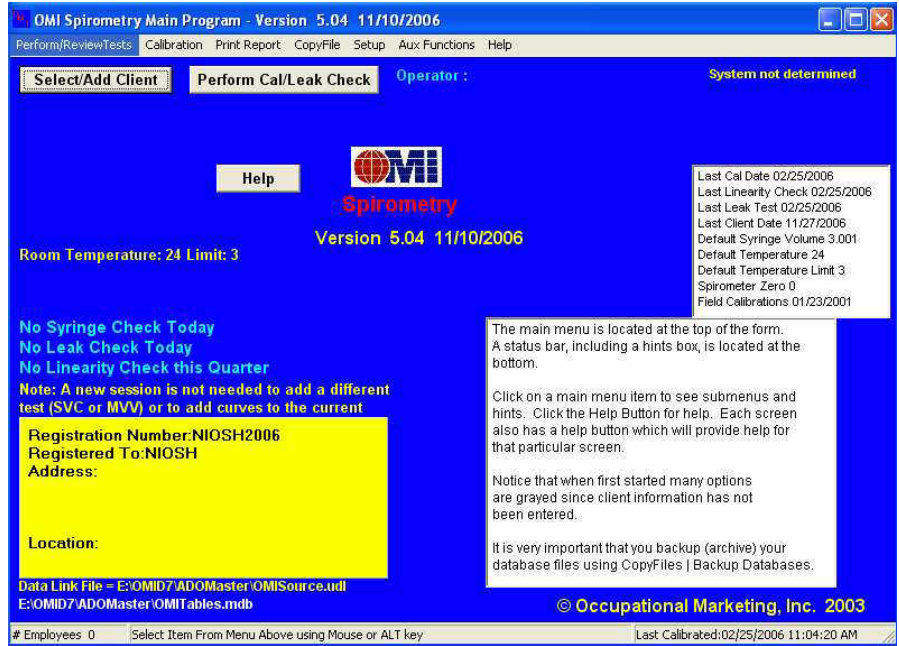 OMI Spirometry Main Program - Version 5.04 11/10/2006
Perform/ReviewTests Calibration Print Report CopyFile Setup Aux Functions Help
Select/Add Client Perform Cal/Leak Check Operator : System not determined
Help
OMI
Spirometry
Version 5.04 11/10/2006
Room Temperature: 24 Limit: 3
Last Cal Date 02/25/2006
Last Linearity Check 02/25/2006
Last Leak Test 02/25/2006
Last Client Date 11/27/2006
Default Syringe Volume 3.001
Default Temperature 24
Default Temperature Limit 3
Spirometer Zero 0
Field Calibrations 01/23/2001
No Syringe Check Today
No Leak Check Today
No Linearity Check this Quarter
Note: A new session is not needed to add a different
test (SVC or MVV) or to add curves to the current
Registration Number:NIOSH2006
Registered To:NIOSH
Address:
Location:
The main menu is located at the top of the form.
A status bar, including a hints box, is located at the
bottom.
Click on a main menu item to see submenus and
hints. Click the Help Button for help. Each screen
also has a help button which will provide help for
that particular screen.
Notice that when first started many options
are grayed since client information has not
been entered.
It is very important that you backup (archive) your
database files using CopyFiles | Backup Databases.
Data Link File = E:\OMID7\ADOMaster\OMISource.udl
E:\OMID7\ADOMaster\OMITables.mdb
© Occupational Marketing, Inc. 2003
# Employees 0 Select Item From Menu Above using Mouse or ALT key Last Calibrated:02/25/2006 11:04:20 AM